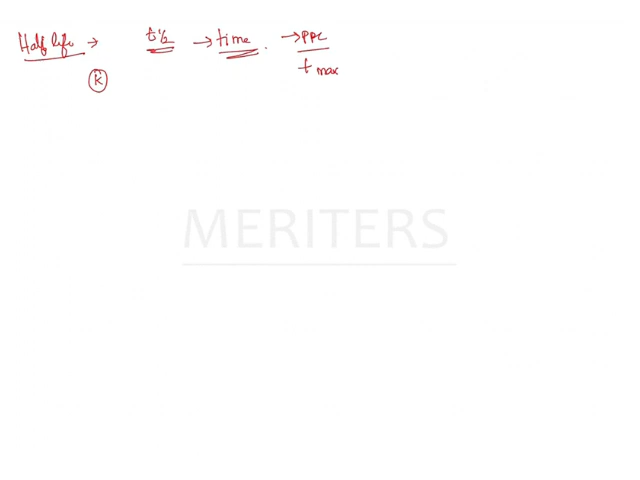 Half life → t½ → time. → PPC
K t max
MERITERS